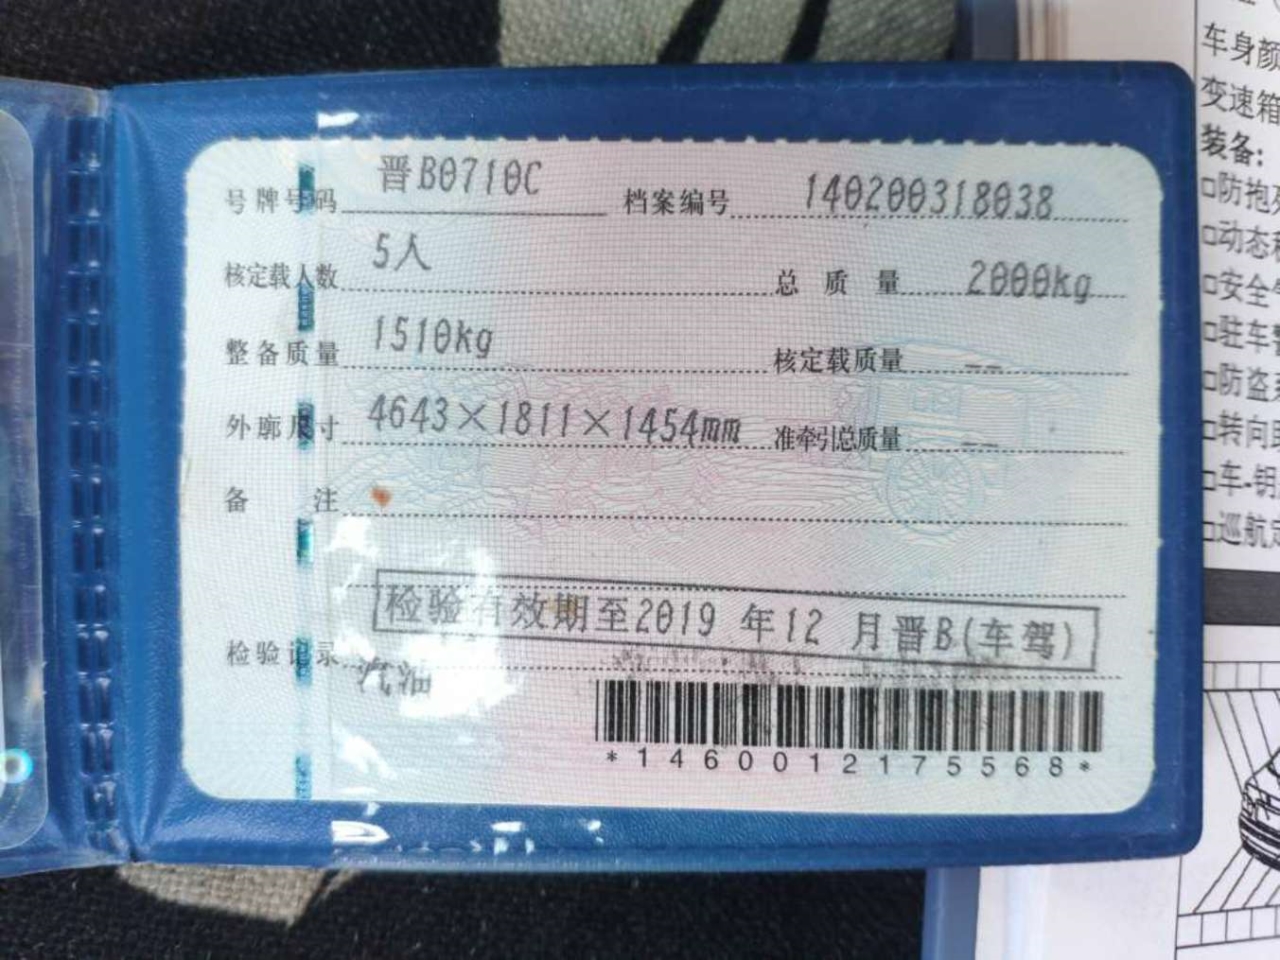 号牌号码 晋B0710C 档案编号 140200318038
核定载人数 5人 总质量 2000kg
整备质量 1510kg 核定载质量 --
外廓尺寸 4643×1811×1454mm 准牵引总质量 --
备注
检验有效期至2019 年12 月晋B(车驾)
检验记录 汽油
*146001217 5568*
车身颜
变速箱
装备:
□防抱
□动态
□安全
□驻车
□防盗
□转向
□车-钥
□巡航定